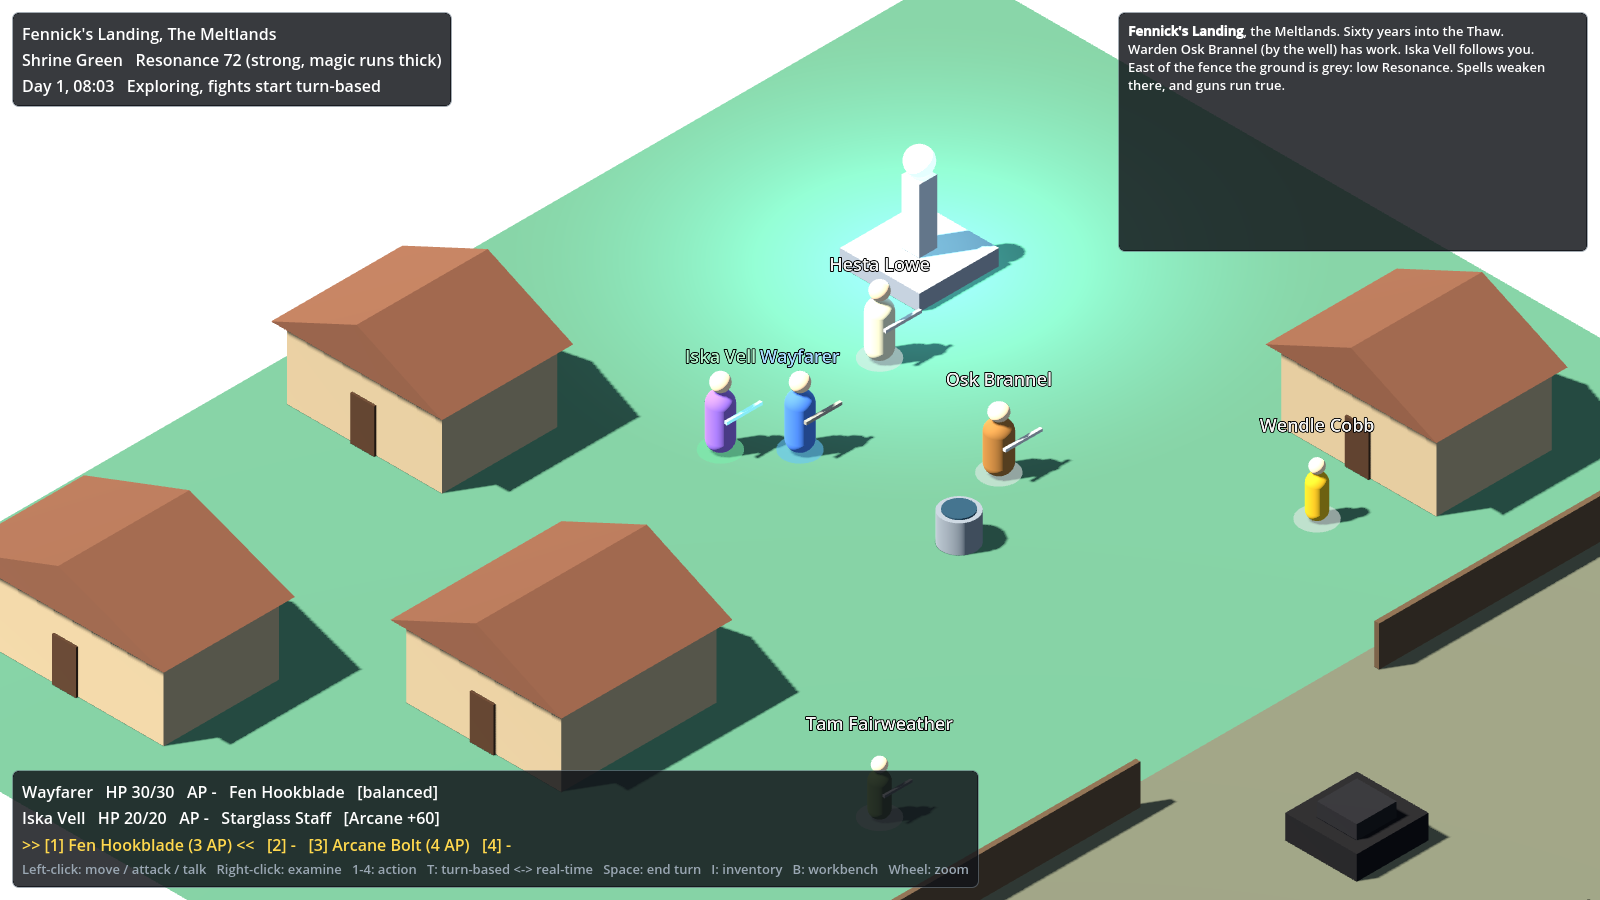 Fennick's Landing, The Meltlands
Shrine Green   Resonance 72 (strong, magic runs thick)
Day 1, 08:03   Exploring, fights start turn-based
Fennick's Landing, the Meltlands. Sixty years into the Thaw.
Warden Osk Brannel (by the well) has work. Iska Vell follows you.
East of the fence the ground is grey: low Resonance. Spells weaken
there, and guns run true.
Hesta Lowe
Iska Vell
Wayfarer
Osk Brannel
Wendle Cobb
Tam Fairweather
Wayfarer   HP 30/30   AP -   Fen Hookblade   [balanced]
Iska Vell   HP 20/20   AP -   Starglass Staff   [Arcane +60]
>> [1] Fen Hookblade (3 AP) <<   [2] -   [3] Arcane Bolt (4 AP)   [4] -
Left-click: move / attack / talk   Right-click: examine   1-4: action   T: turn-based <-> real-time   Space: end turn   I: inventory   B: workbench   Wheel: zoom